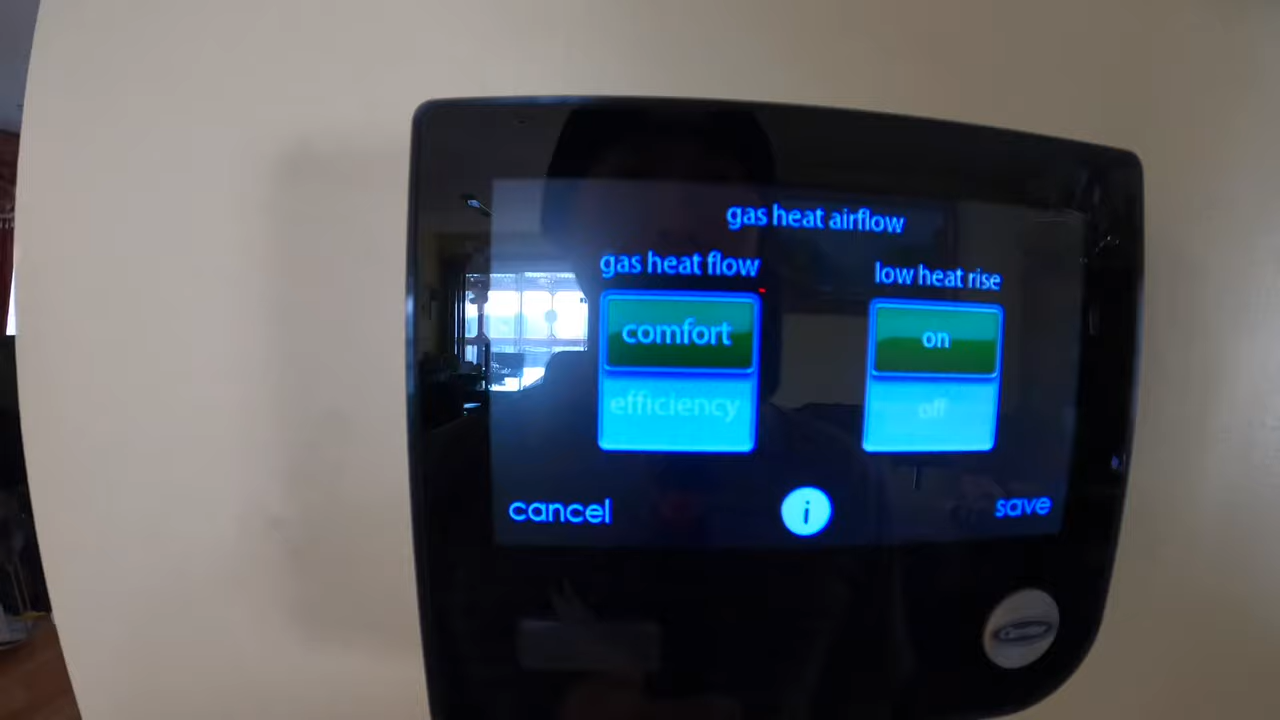 gas heat airflow
gas heat flow
low heat rise
comfort
on
efficiency
off
cancel
i
save